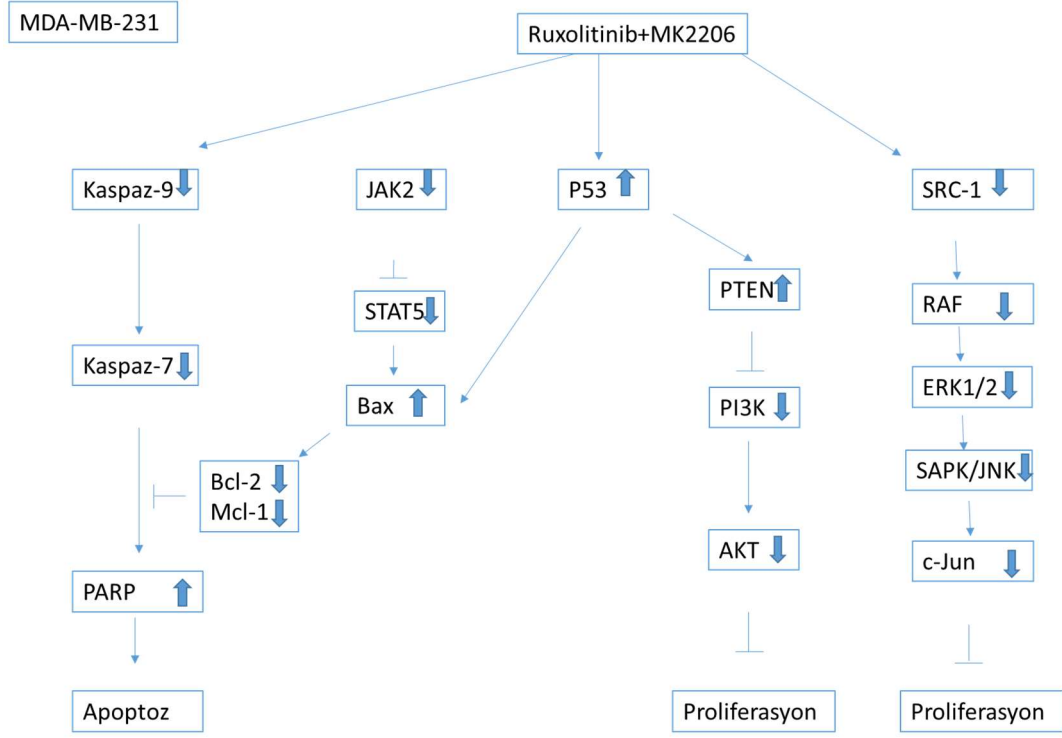 MDA-MB-231
Ruxolitinib+MK2206
Kaspaz-9
JAK2
P53
SRC-1
PTEN
STAT5
RAF
Kaspaz-7
Bax
PI3K
ERK1/2
Bcl-2
Mcl-1
SAPK/JNK
AKT
c-Jun
PARP
Apoptoz
Proliferasyon
Proliferasyon